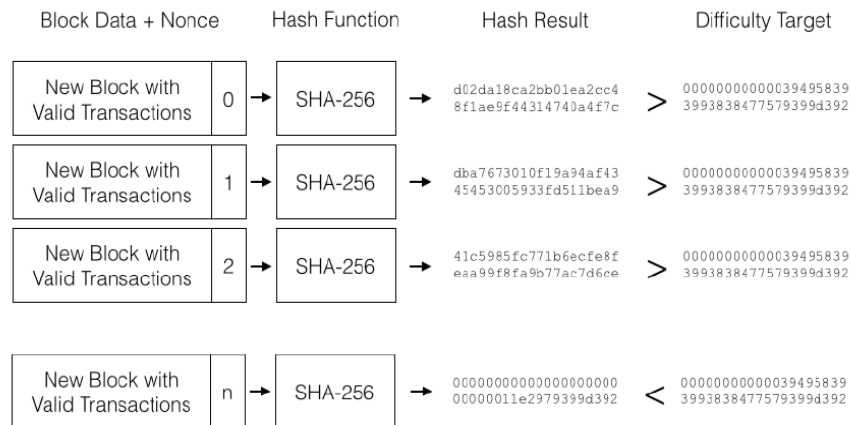 Block Data + Nonce Hash Function Hash Result Difficulty Target
New Block with
Valid Transactions
0
SHA-256
d02da18ca2bb01ea2cc4
8f1ae9f44314740a4f7c
>
00000000000039495839
3993838477579399d392
New Block with
Valid Transactions
1
SHA-256
dba7673010f19a94af43
45453005933fd511bea9
>
00000000000039495839
3993838477579399d392
New Block with
Valid Transactions
2
SHA-256
41c5985fc771b6ecfe8f
eaa99f8fa9b77ac7d6ce
>
00000000000039495839
3993838477579399d392
New Block with
Valid Transactions
n
SHA-256
00000000000000000000
00000011e2979399d392
<
00000000000039495839
3993838477579399d392